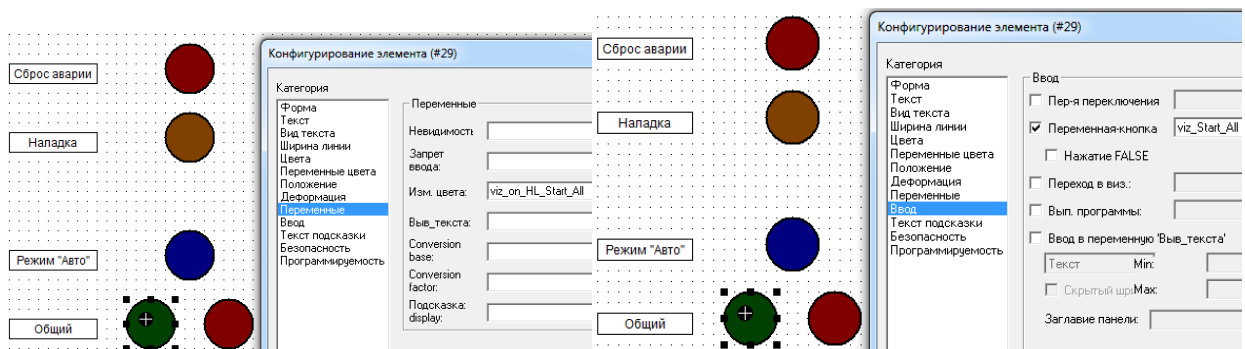 Конфигурирование элемента (#29)
Сброс аварии
Категория
Форма
Текст
Вид текста
Ширина линии
Цвета
Переменные цвета
Положение
Деформация
Переменные
Ввод
Текст подсказки
Безопасность
Программируемость
Переменные
Невидимость
Запрет
ввода:
Изм. цвета:
viz_on_HL_Start_All
Выв_текста:
Conversion
base:
Conversion
factor:
Подсказка:
display:
Наладка
Режим "Авто"
Общий
Конфигурирование элемента (#29)
Сброс аварии
Категория
Форма
Текст
Вид текста
Ширина линии
Цвета
Переменные цвета
Положение
Деформация
Переменные
Ввод
Текст подсказки
Безопасность
Программируемость
Ввод
Пер-я переключения
Переменная-кнопка
viz_Start_All
Нажатие FALSE
Переход в виз.:
Вып. программы:
Ввод в переменную 'Выв_текста'
Текст
Min:
Скрытый шри
Max:
Заглавие панели:
Наладка
Режим "Авто"
Общий